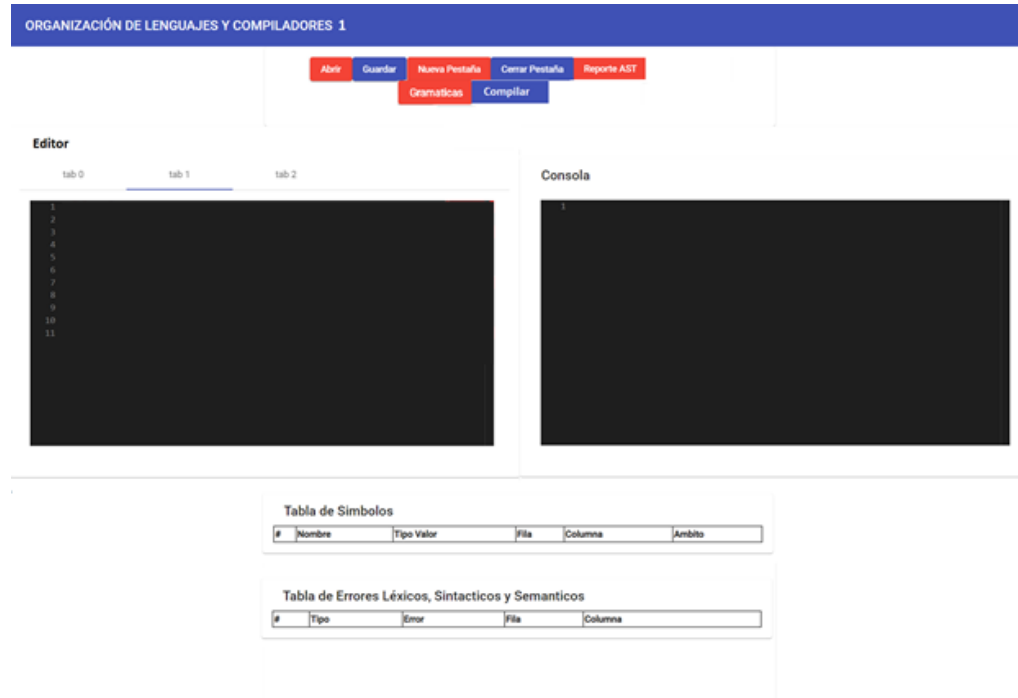 ORGANIZACIÓN DE LENGUAJES Y COMPILADORES 1
Abrir Guardar Nueva Pestaña Cerrar Pestaña Reporte AST
Gramaticas Compilar
Editor
tab 0 tab 1 tab 2
1
2
3
4
5
6
7
8
9
10
11
Consola
1
Tabla de Simbolos
# Nombre Tipo Valor Fila Columna Ambito
Tabla de Errores Léxicos, Sintacticos y Semanticos
# Tipo Error Fila Columna